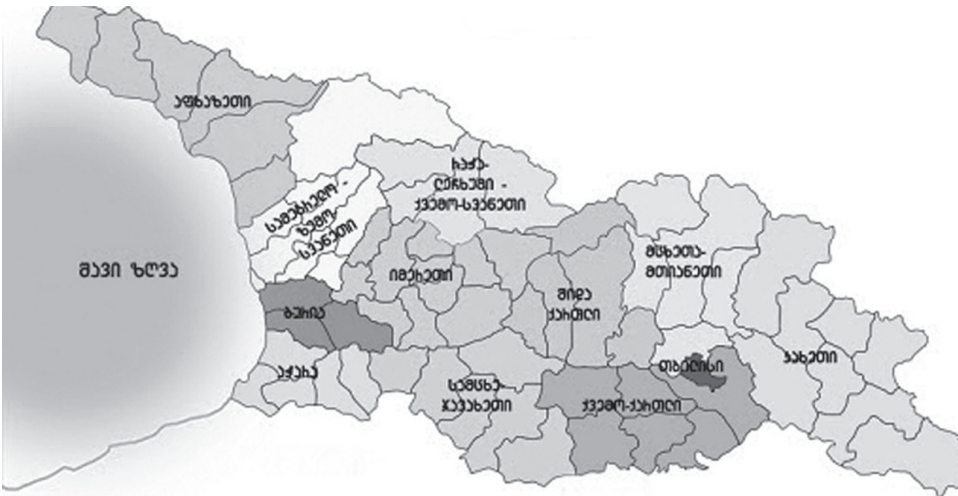 აფხაზეთი
რაჭა-
ლეჩხუმი -
ქვემო-სვანეთი
სამეგრელო -
ზემო
სვანეთი
მცხეთა-
მთიანეთი
შავი ზღვა
იმერეთი
შიდა
ქართლი
გურია
კახეთი
თბილისი
აჭარა
სამცხე-
ჯავახეთი
ქვემო-ქართლი